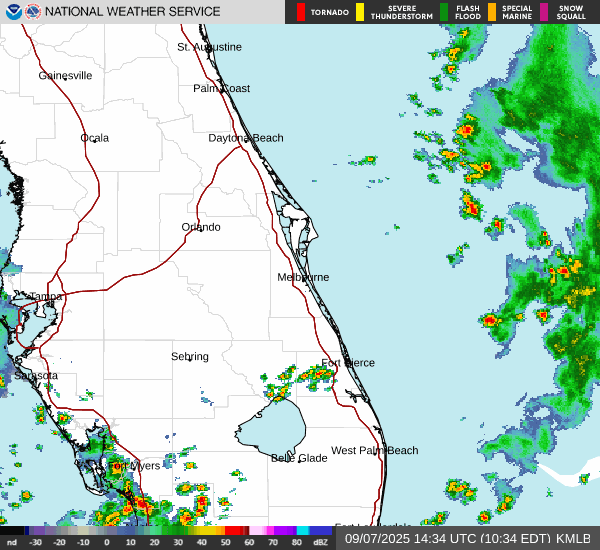 NATIONAL WEATHER SERVICE
TORNADO
SEVERE THUNDERSTORM
FLASH FLOOD
SPECIAL MARINE
SNOW SQUALL
St. Augustine
Gainesville
Palm Coast
Ocala
Daytona Beach
Orlando
Melbourne
Tampa
Sebring
Fort Pierce
Sarasota
West Palm Beach
Belle Glade
Fort Myers
Fort Lauderdale
nd -30 -20 -10 0 10 20 30 40 50 60 70 80 dBZ
09/07/2025 14:34 UTC (10:34 EDT) KMLB